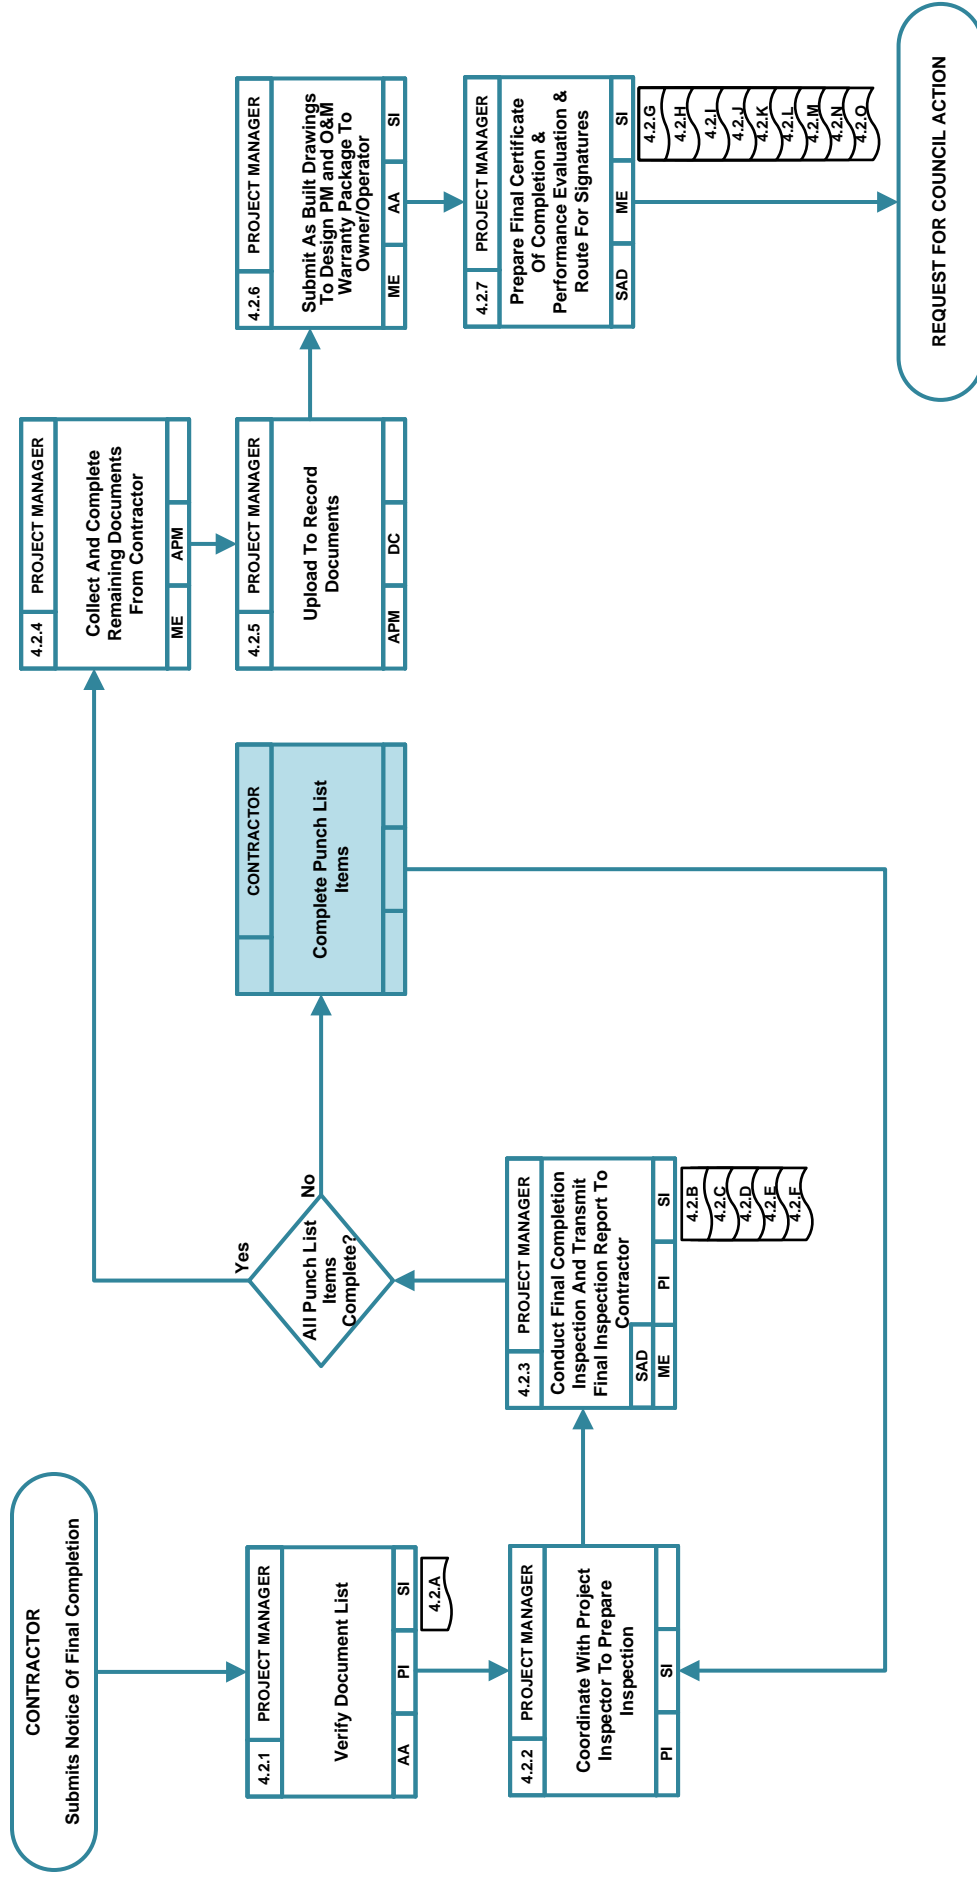 CONTRACTOR
Submits Notice Of Final Completion
4.2.1 PROJECT MANAGER
Verify Document List
AA PI SI
4.2.A
4.2.2 PROJECT MANAGER
Coordinate With Project
Inspector To Prepare
Inspection
PI SI
4.2.3 PROJECT MANAGER
Conduct Final Completion
Inspection And Transmit
Final Inspection Report To
Contractor
SAD
ME PI SI
4.2.B
4.2.C
4.2.D
4.2.E
4.2.F
All Punch List
Items
Complete?
Yes
No
CONTRACTOR
Complete Punch List
Items
4.2.4 PROJECT MANAGER
Collect And Complete
Remaining Documents
From Contractor
ME APM
4.2.5 PROJECT MANAGER
Upload To Record
Documents
APM DC
4.2.6 PROJECT MANAGER
Submit As Built Drawings
To Design PM and O&M
Warranty Package To
Owner/Operator
ME AA SI
4.2.7 PROJECT MANAGER
Prepare Final Certificate
Of Completion &
Performance Evaluation &
Route For Signatures
SAD ME SI
4.2.G
4.2.H
4.2.I
4.2.J
4.2.K
4.2.L
4.2.M
4.2.N
4.2.O
REQUEST FOR COUNCIL ACTION